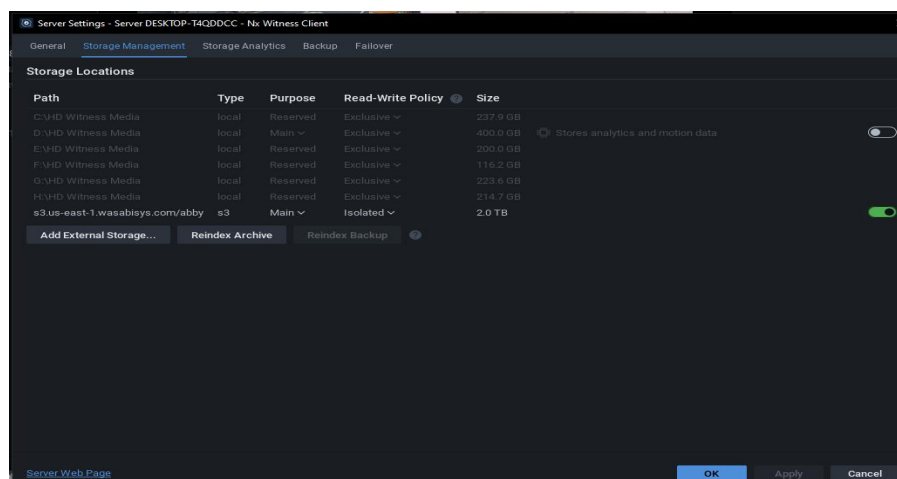 Server Settings - Server DESKTOP-T4QDDCC - Nx Witness Client
General Storage Management Storage Analytics Backup Failover
Storage Locations
Path Type Purpose Read-Write Policy ? Size
C:\HD Witness Media local Reserved Exclusive 237.9 GB
D:\HD Witness Media local Main Exclusive 400.0 GB Stores analytics and motion data
E:\HD Witness Media local Reserved Exclusive 200.0 GB
F:\HD Witness Media local Reserved Exclusive 116.2 GB
G:\HD Witness Media local Reserved Exclusive 223.6 GB
H:\HD Witness Media local Reserved Exclusive 214.7 GB
s3.us-east-1.wasabisys.com/abby s3 Main Isolated 2.0 TB
Add External Storage... Reindex Archive Reindex Backup ?
Server Web Page OK Apply Cancel